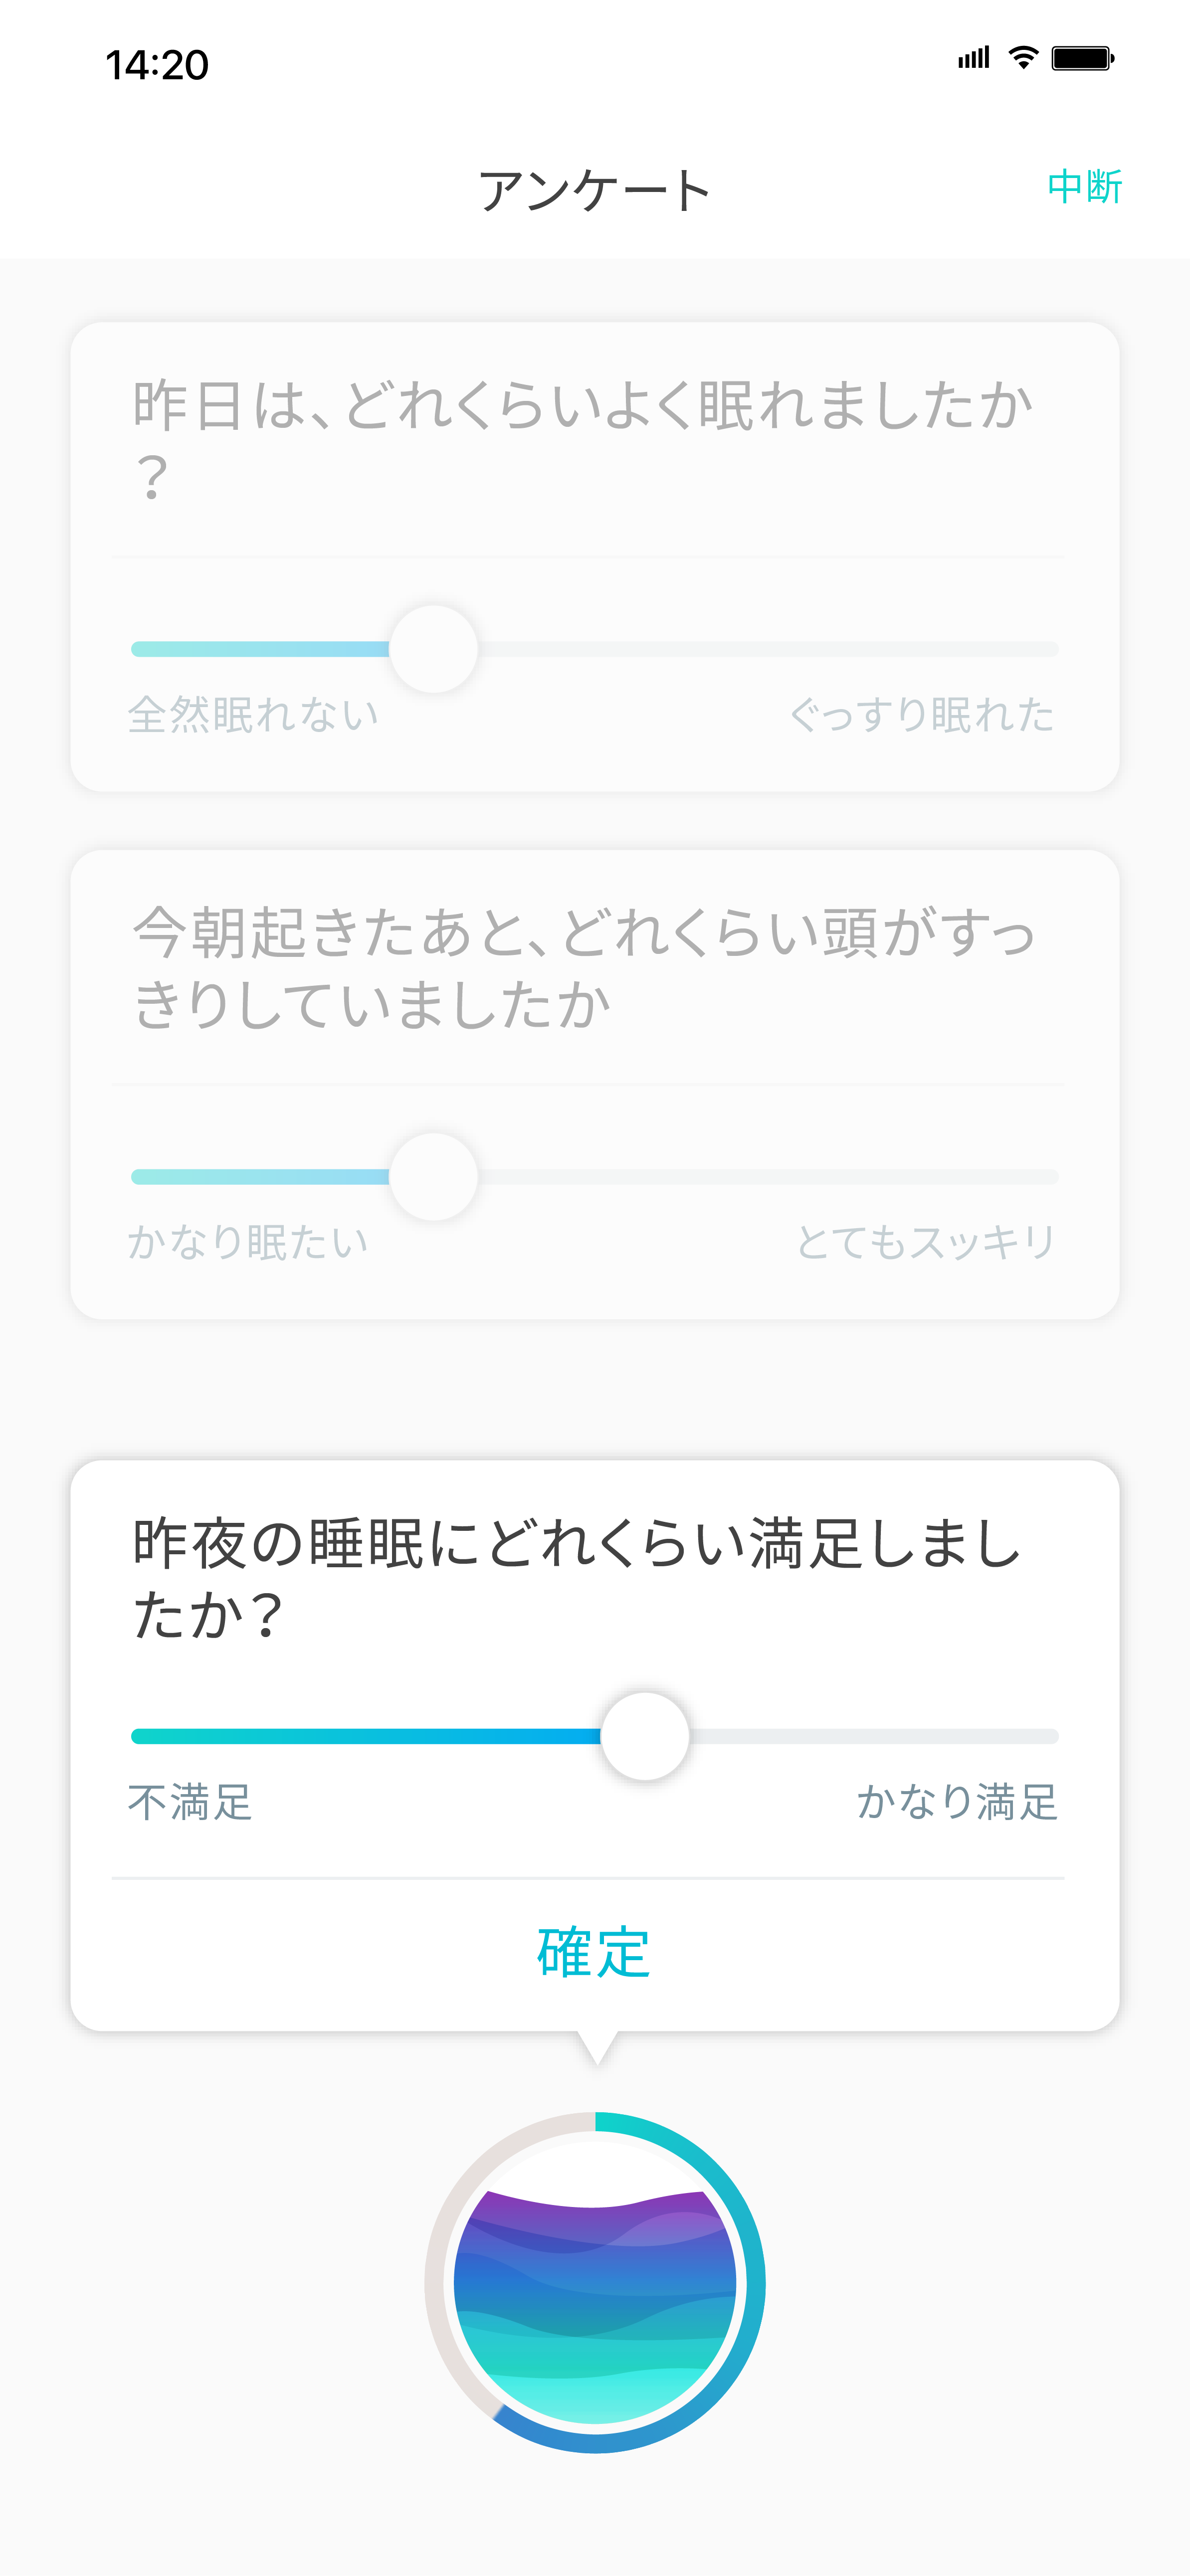 14:20
アンケート
中断
昨日は、どれくらいよく眠れましたか
？
全然眠れない
ぐっすり眠れた
今朝起きたあと、どれくらい頭がすっ
きりしていましたか
かなり眠たい
とてもスッキリ
昨夜の睡眠にどれくらい満足しまし
たか？
不満足
かなり満足
確定